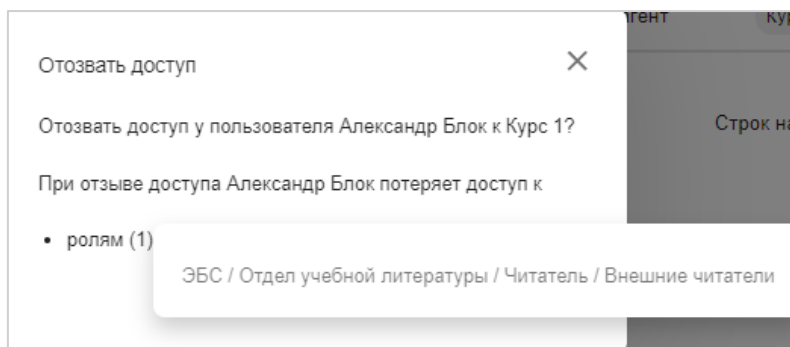 Отозвать доступ
Отозвать доступ у пользователя Александр Блок к Курс 1?
Строк
При отзыве доступа Александр Блок потеряет доступ к
• ролям (1)
ЭБС / Отдел учебной литературы / Читатель / Внешние читатели